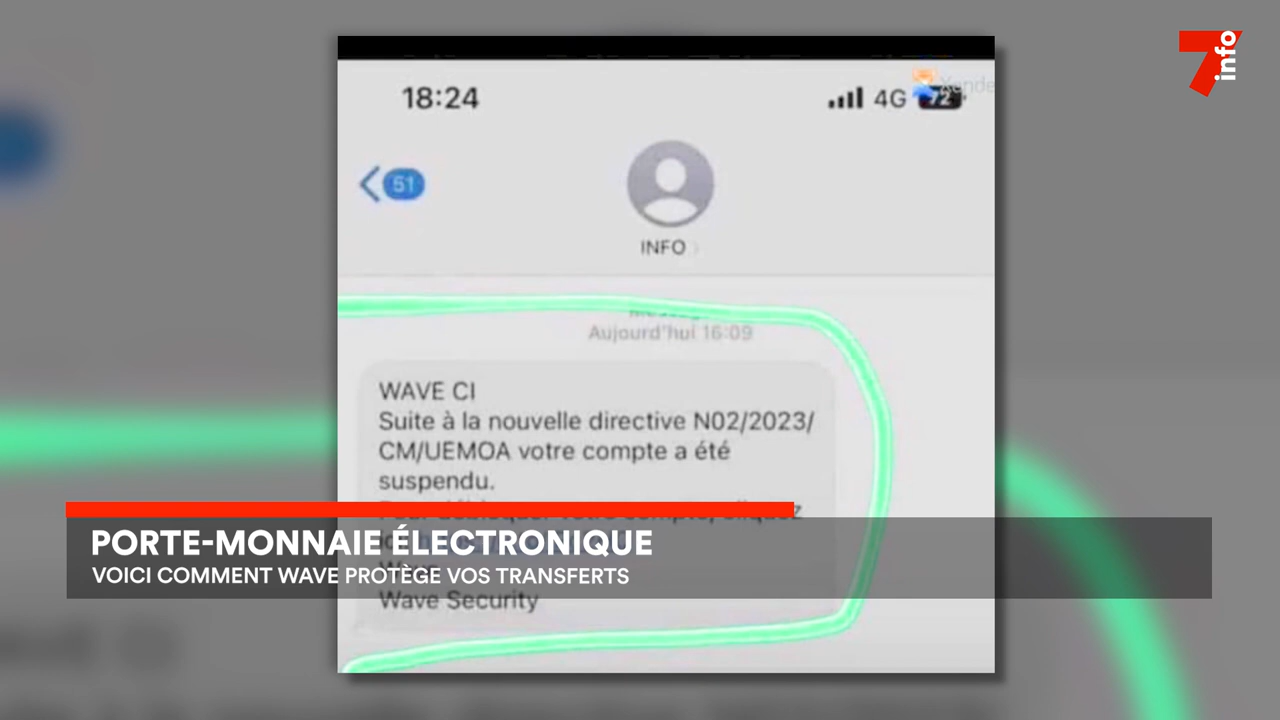 7info
18:24
4G 72
51
INFO
Aujourd'hui 16:09
WAVE CI
Suite à la nouvelle directive N02/2023/
CM/UEMOA votre compte a été
suspendu.
PORTE-MONNAIE ÉLECTRONIQUE
VOICI COMMENT WAVE PROTÈGE VOS TRANSFERTS
Wave Security